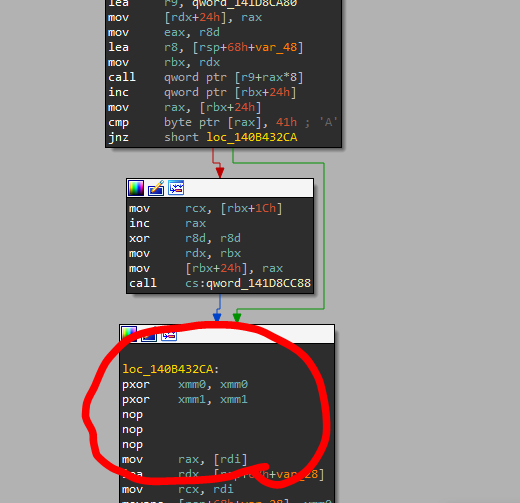 lea r9, qword_141D8CA80
mov [rdx+24h], rax
mov eax, r8d
lea r8, [rsp+68h+var_48]
mov rbx, rdx
call qword ptr [r9+rax*8]
inc qword ptr [rbx+24h]
mov rax, [rbx+24h]
cmp byte ptr [rax], 41h ; 'A'
jnz short loc_140B432CA
mov rcx, [rbx+1Ch]
inc rax
xor r8d, r8d
mov rdx, rbx
mov [rbx+24h], rax
call cs:qword_141D8CC88
loc_140B432CA:
pxor xmm0, xmm0
pxor xmm1, xmm1
nop
nop
nop
mov rax, [rdi]
rdx,
mov rcx, rdi